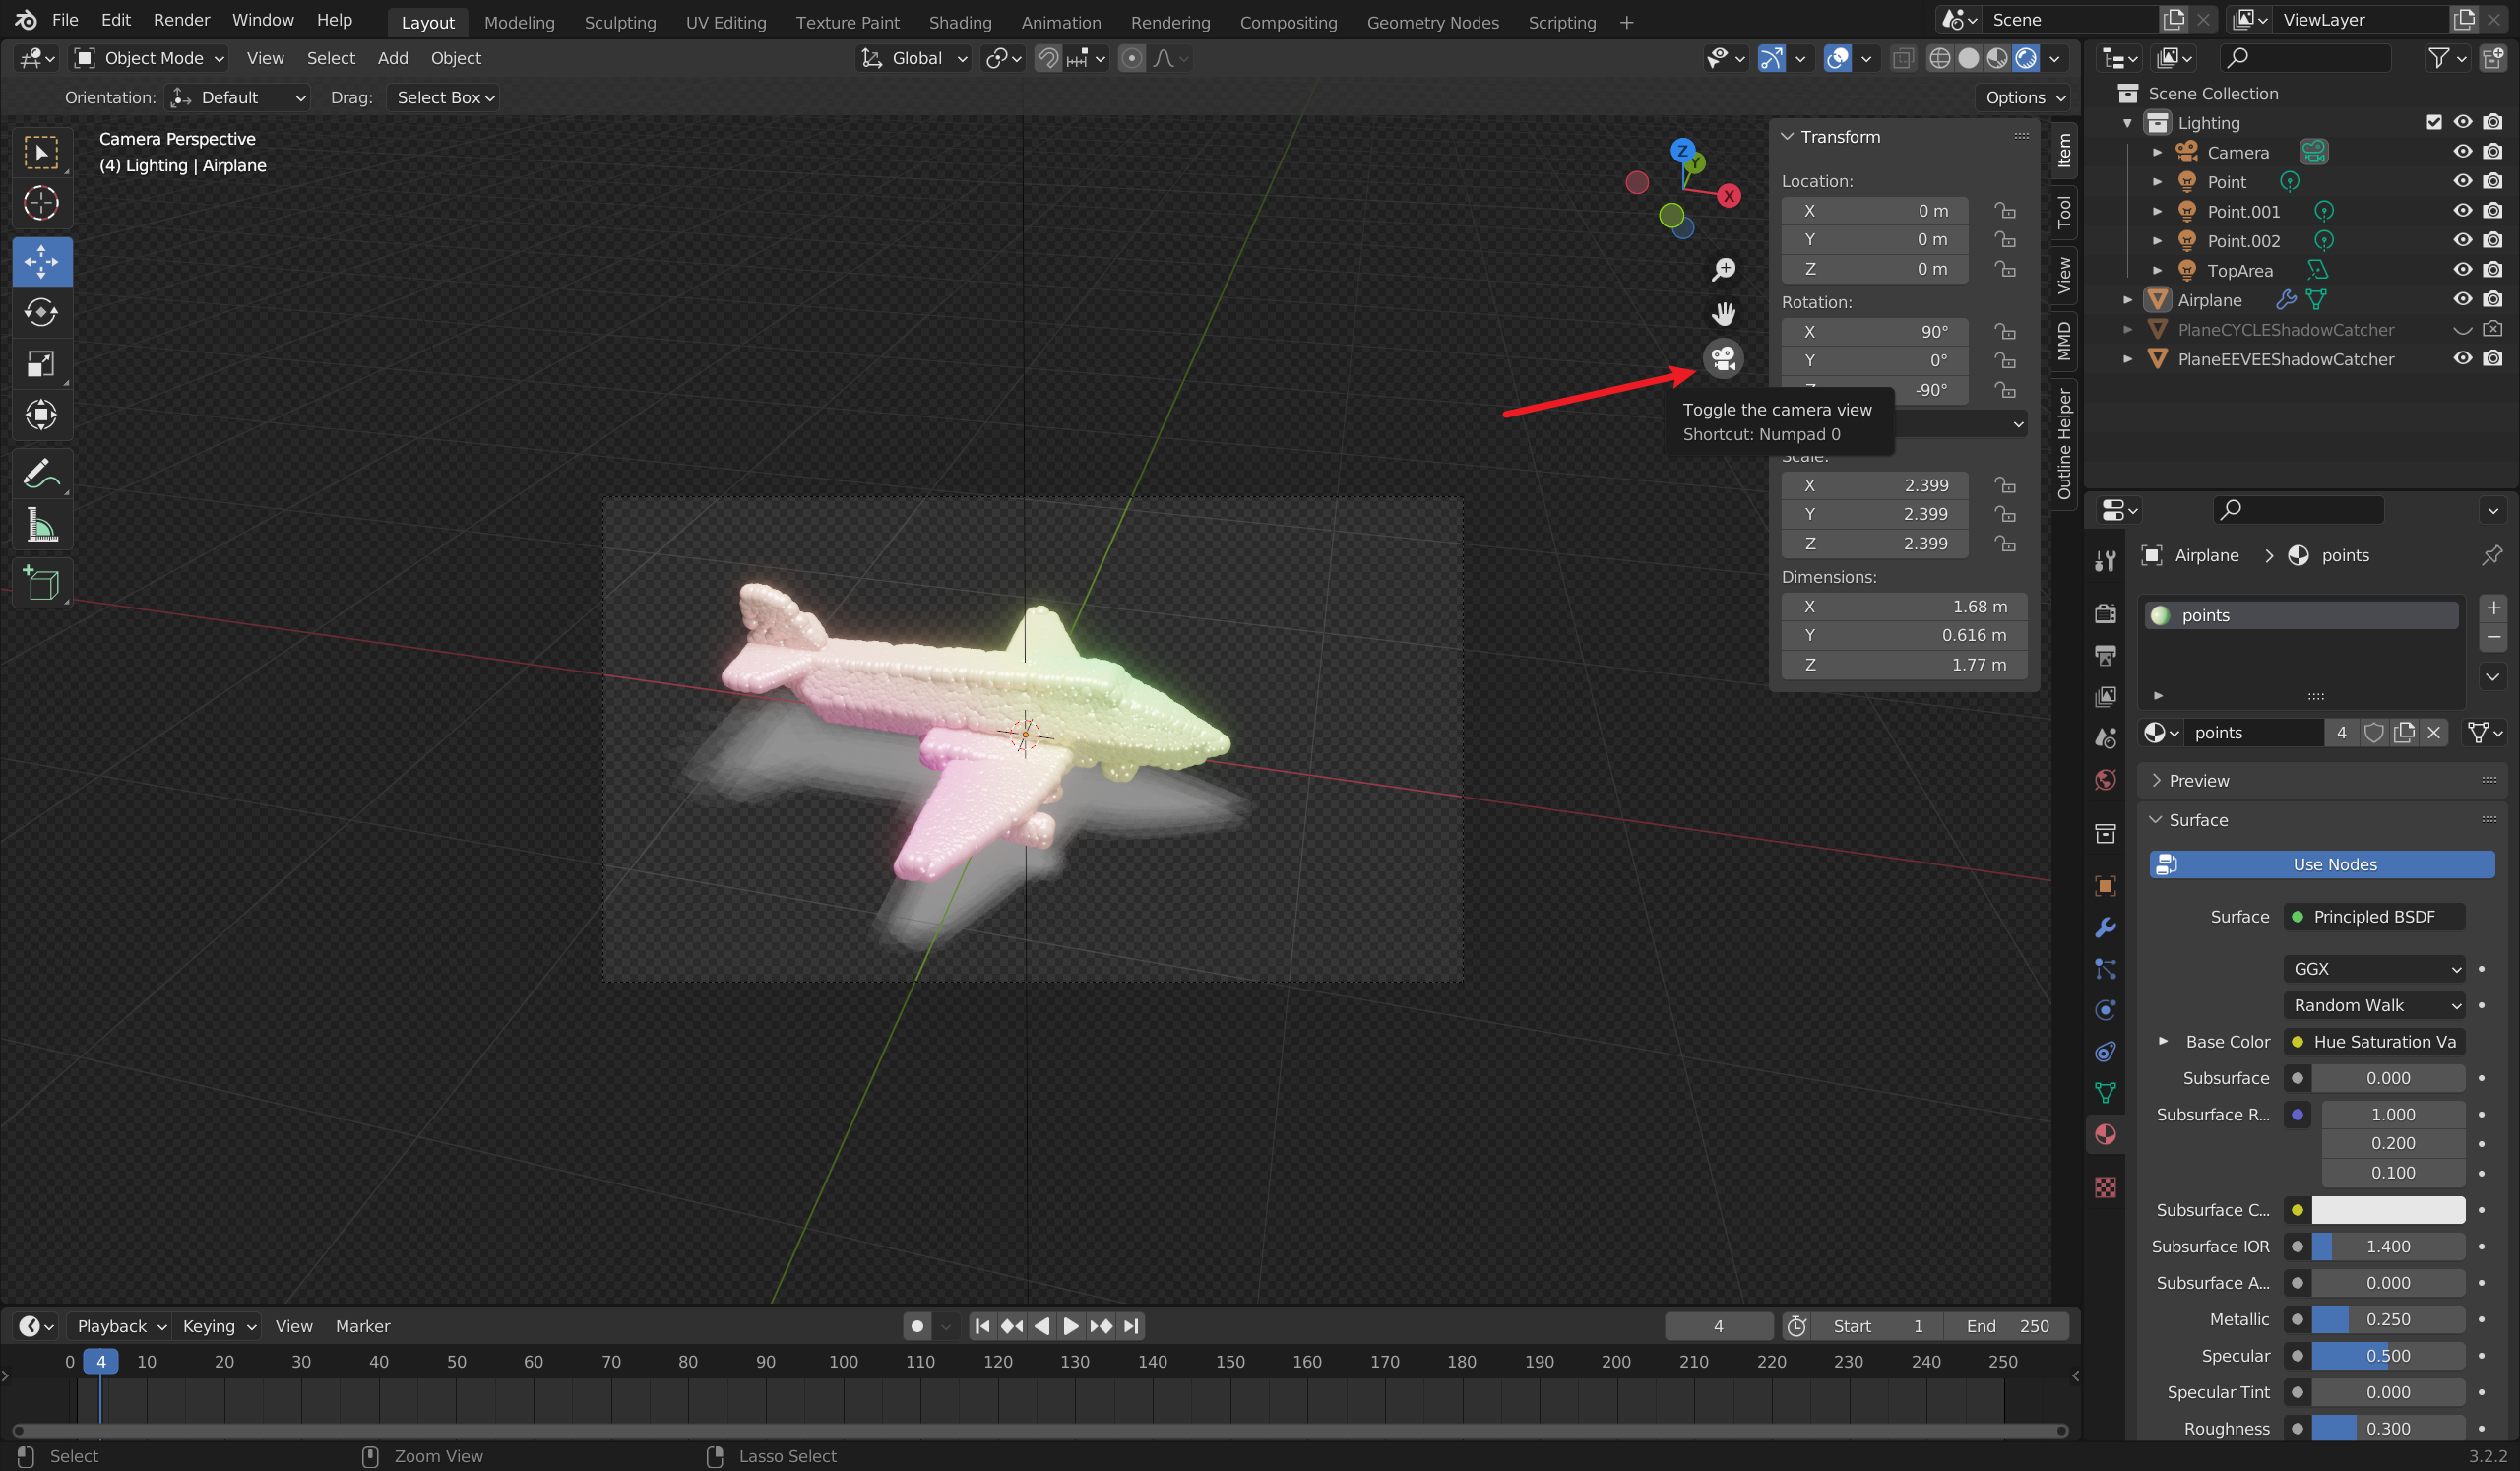 File Edit Render Window Help Layout Modeling Sculpting UV Editing Texture Paint Shading Animation Rendering Compositing Geometry Nodes Scripting + Scene ViewLayer
Object Mode View Select Add Object Global
Orientation: Default Drag: Select Box Options
Camera Perspective
(4) Lighting | Airplane
Z
Y
X
Toggle the camera view
Shortcut: Numpad 0
Transform
Location:
X 0 m
Y 0 m
Z 0 m
Rotation:
X 90°
Y 0°
-90°
Scale:
X 2.399
Y 2.399
Z 2.399
Dimensions:
X 1.68 m
Y 0.616 m
Z 1.77 m
Item
Tool
View
MMD
Outline Helper
Scene Collection
Lighting
Camera
Point
Point.001
Point.002
TopArea
Airplane
PlaneCYCLEShadowCatcher
PlaneEEVEEShadowCatcher
Airplane > points
points
points 4
Preview
Surface
Use Nodes
Surface Principled BSDF
GGX
Random Walk
Base Color Hue Saturation Va
Subsurface 0.000
Subsurface R... 1.000
0.200
0.100
Subsurface C...
Subsurface IOR 1.400
Subsurface A... 0.000
Metallic 0.250
Specular 0.500
Specular Tint 0.000
Roughness 0.300
Playback Keying View Marker 4 Start 1 End 250
0 4 10 20 30 40 50 60 70 80 90 100 110 120 130 140 150 160 170 180 190 200 210 220 230 240 250
Select Zoom View Lasso Select 3.2.2